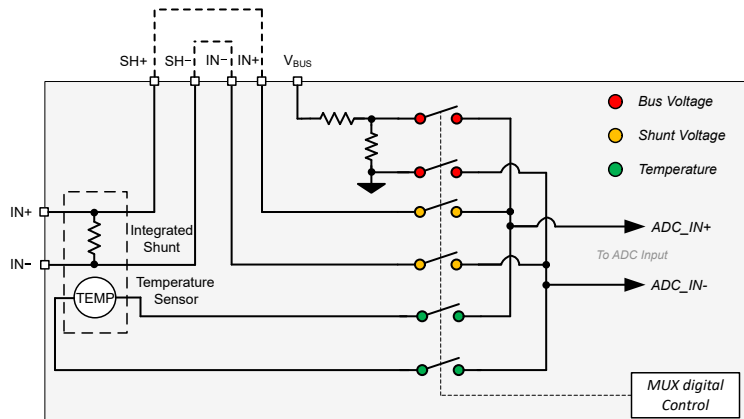 SH+ SH− IN− IN+ VBUS
Bus Voltage
Shunt Voltage
Temperature
IN+
Integrated
Shunt
ADC_IN+
To ADC Input
IN−
Temperature
Sensor
ADC_IN-
TEMP
MUX digital
Control